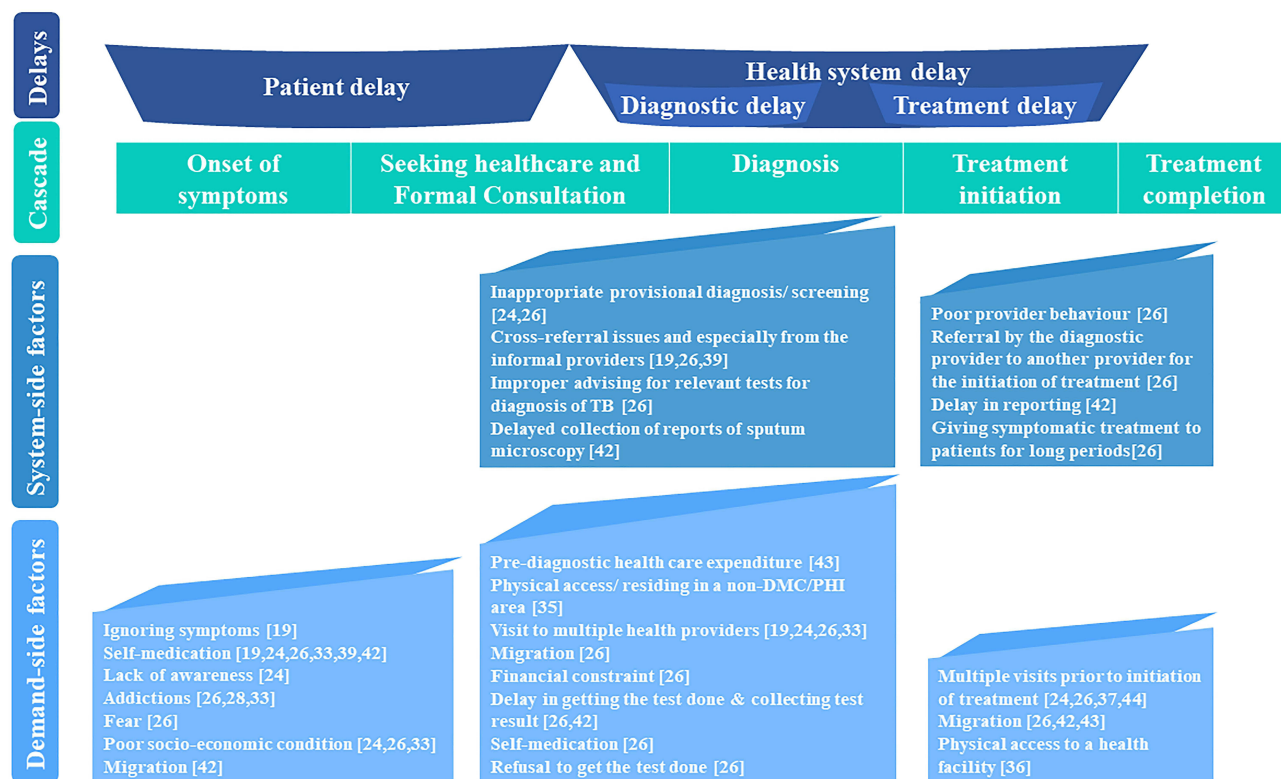 Delays
Patient delay
Health system delay
Diagnostic delay
Treatment delay
Cascade
Onset of
symptoms
Seeking healthcare and
Formal Consultation
Diagnosis
Treatment
initiation
Treatment
completion
System-side factors
Inappropriate provisional diagnosis/ screening
[24,26]
Cross-referral issues and especially from the
informal providers [19,26,39]
Improper advising for relevant tests for
diagnosis of TB [26]
Delayed collection of reports of sputum
microscopy [42]
Poor provider behaviour [26]
Referral by the diagnostic
provider to another provider for
the initiation of treatment [26]
Delay in reporting [42]
Giving symptomatic treatment to
patients for long periods[26]
Demand-side factors
Ignoring symptoms [19]
Self-medication [19,24,26,33,39,42]
Lack of awareness [24]
Addictions [26,28,33]
Fear [26]
Poor socio-economic condition [24,26,33]
Migration [42]
Pre-diagnostic health care expenditure [43]
Physical access/ residing in a non-DMC/PHI
area [35]
Visit to multiple health providers [19,24,26,33]
Migration [26]
Financial constraint [26]
Delay in getting the test done & collecting test
result [26,42]
Self-medication [26]
Refusal to get the test done [26]
Multiple visits prior to initiation
of treatment [24,26,37,44]
Migration [26,42,43]
Physical access to a health
facility [36]